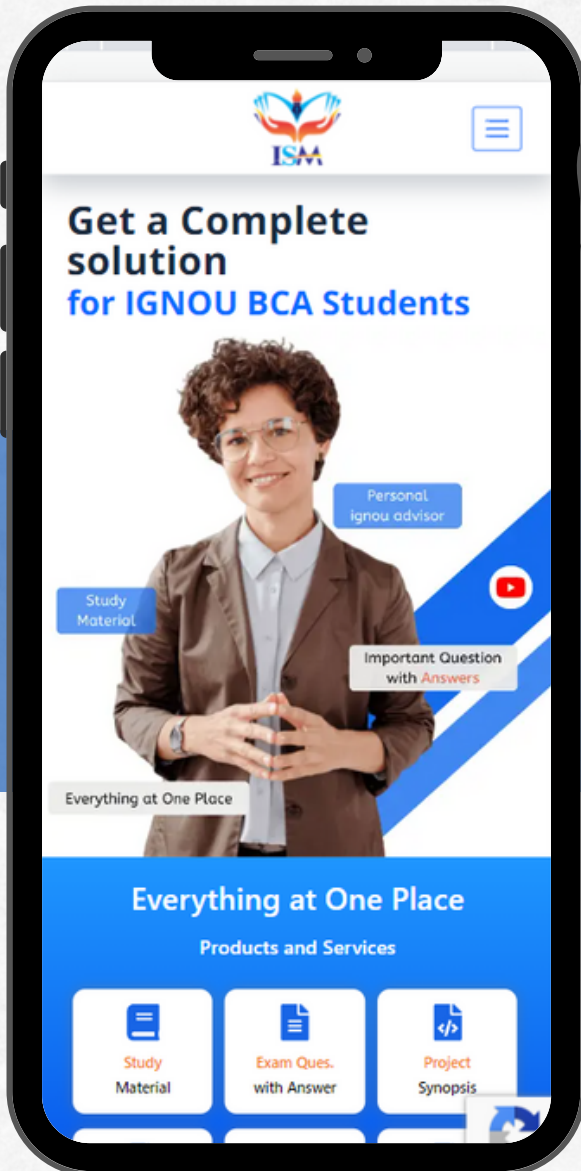 ISM
Get a Complete
solution
for IGNOU BCA Students
Personal
ignou advisor
Study
Material
Important Question
with Answers
Everything at One Place
Everything at One Place
Products and Services
Study
Material
Exam Ques.
with Answer
Project
Synopsis